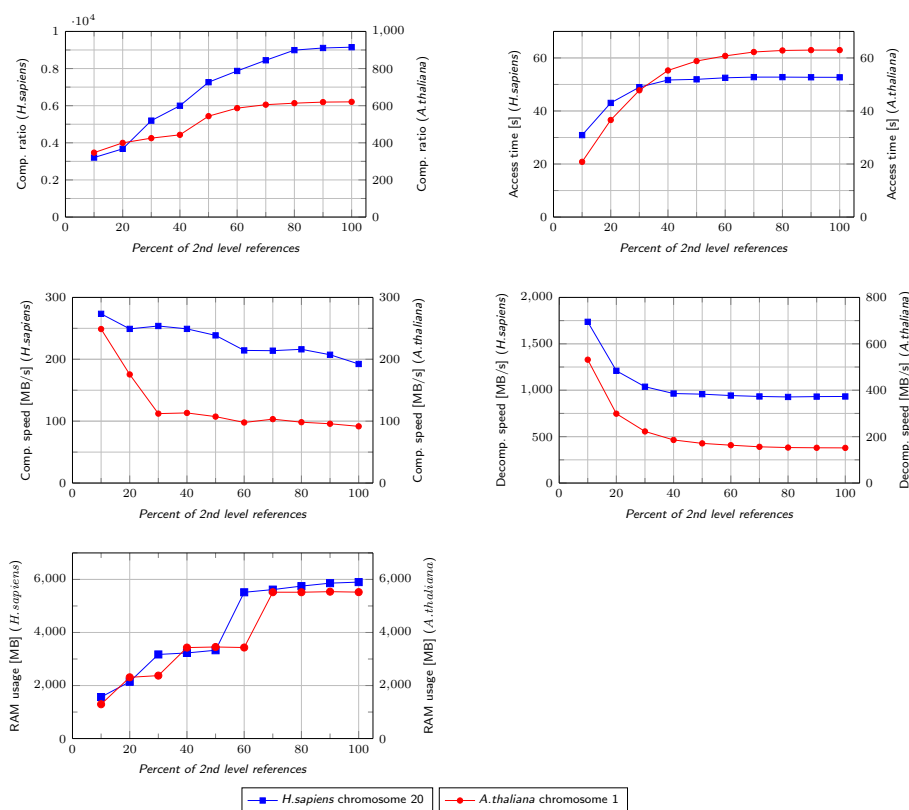 ·10⁴
1
0.8
0.6
0.4
0.2
0
1,000
800
600
400
200
0
0 20 40 60 80 100
Comp. ratio (H.sapiens)
Comp. ratio (A.thaliana)
Percent of 2nd level references
60
40
20
0
60
40
20
0
0 20 40 60 80 100
Access time [s] (H.sapiens)
Access time [s] (A.thaliana)
Percent of 2nd level references
300
200
100
0
300
200
100
0
0 20 40 60 80 100
Comp. speed [MB/s] (H.sapiens)
Comp. speed [MB/s] (A.thaliana)
Percent of 2nd level references
2,000
1,500
1,000
500
0
800
600
400
200
0
0 20 40 60 80 100
Decomp. speed [MB/s] (H.sapiens)
Decomp. speed [MB/s] (A.thaliana)
Percent of 2nd level references
6,000
4,000
2,000
0
6,000
4,000
2,000
0
0 20 40 60 80 100
RAM usage [MB] (H.sapiens)
RAM usage [MB] (A.thaliana)
Percent of 2nd level references
H.sapiens chromosome 20
A.thaliana chromosome 1